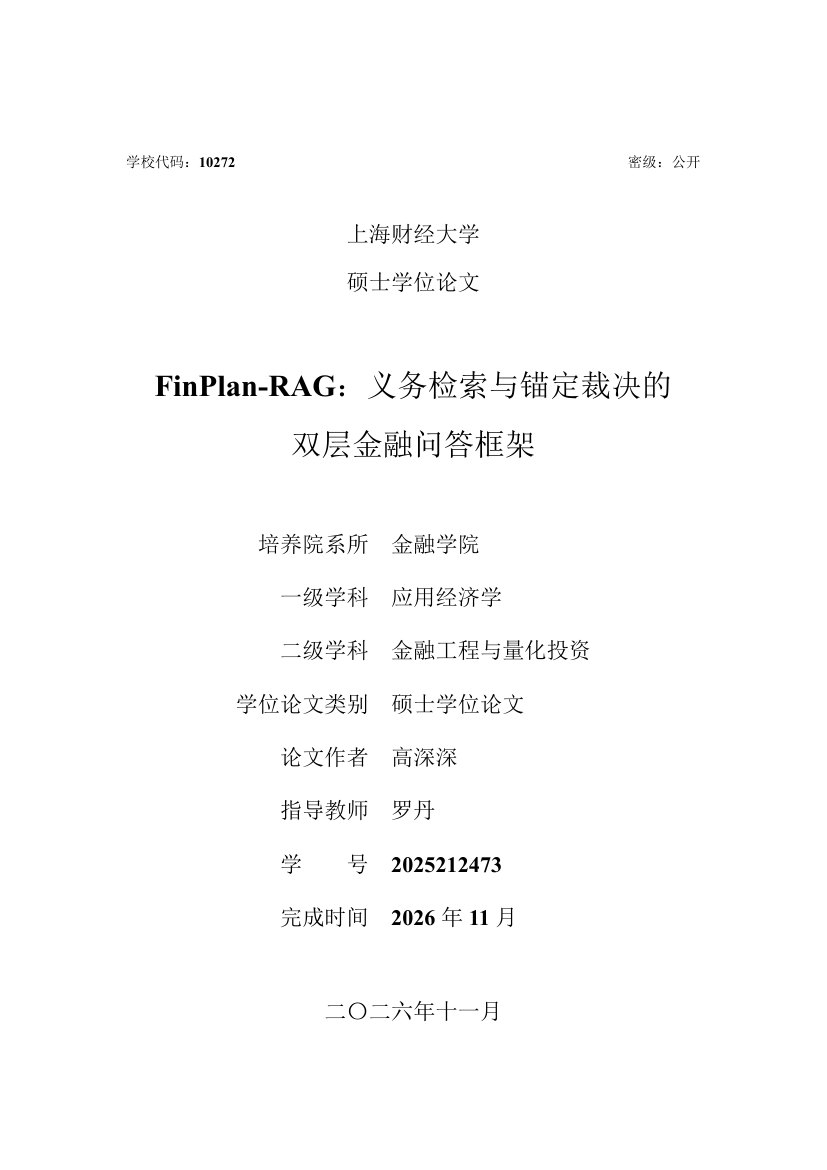 学校代码：10272 密级：公开
上海财经大学
硕士学位论文
FinPlan-RAG：义务检索与锚定裁决的
双层金融问答框架
培养院系所 金融学院
一级学科 应用经济学
二级学科 金融工程与量化投资
学位论文类别 硕士学位论文
论文作者 高深深
指导教师 罗丹
学 号 2025212473
完成时间 2026 年 11 月
二〇二六年十一月